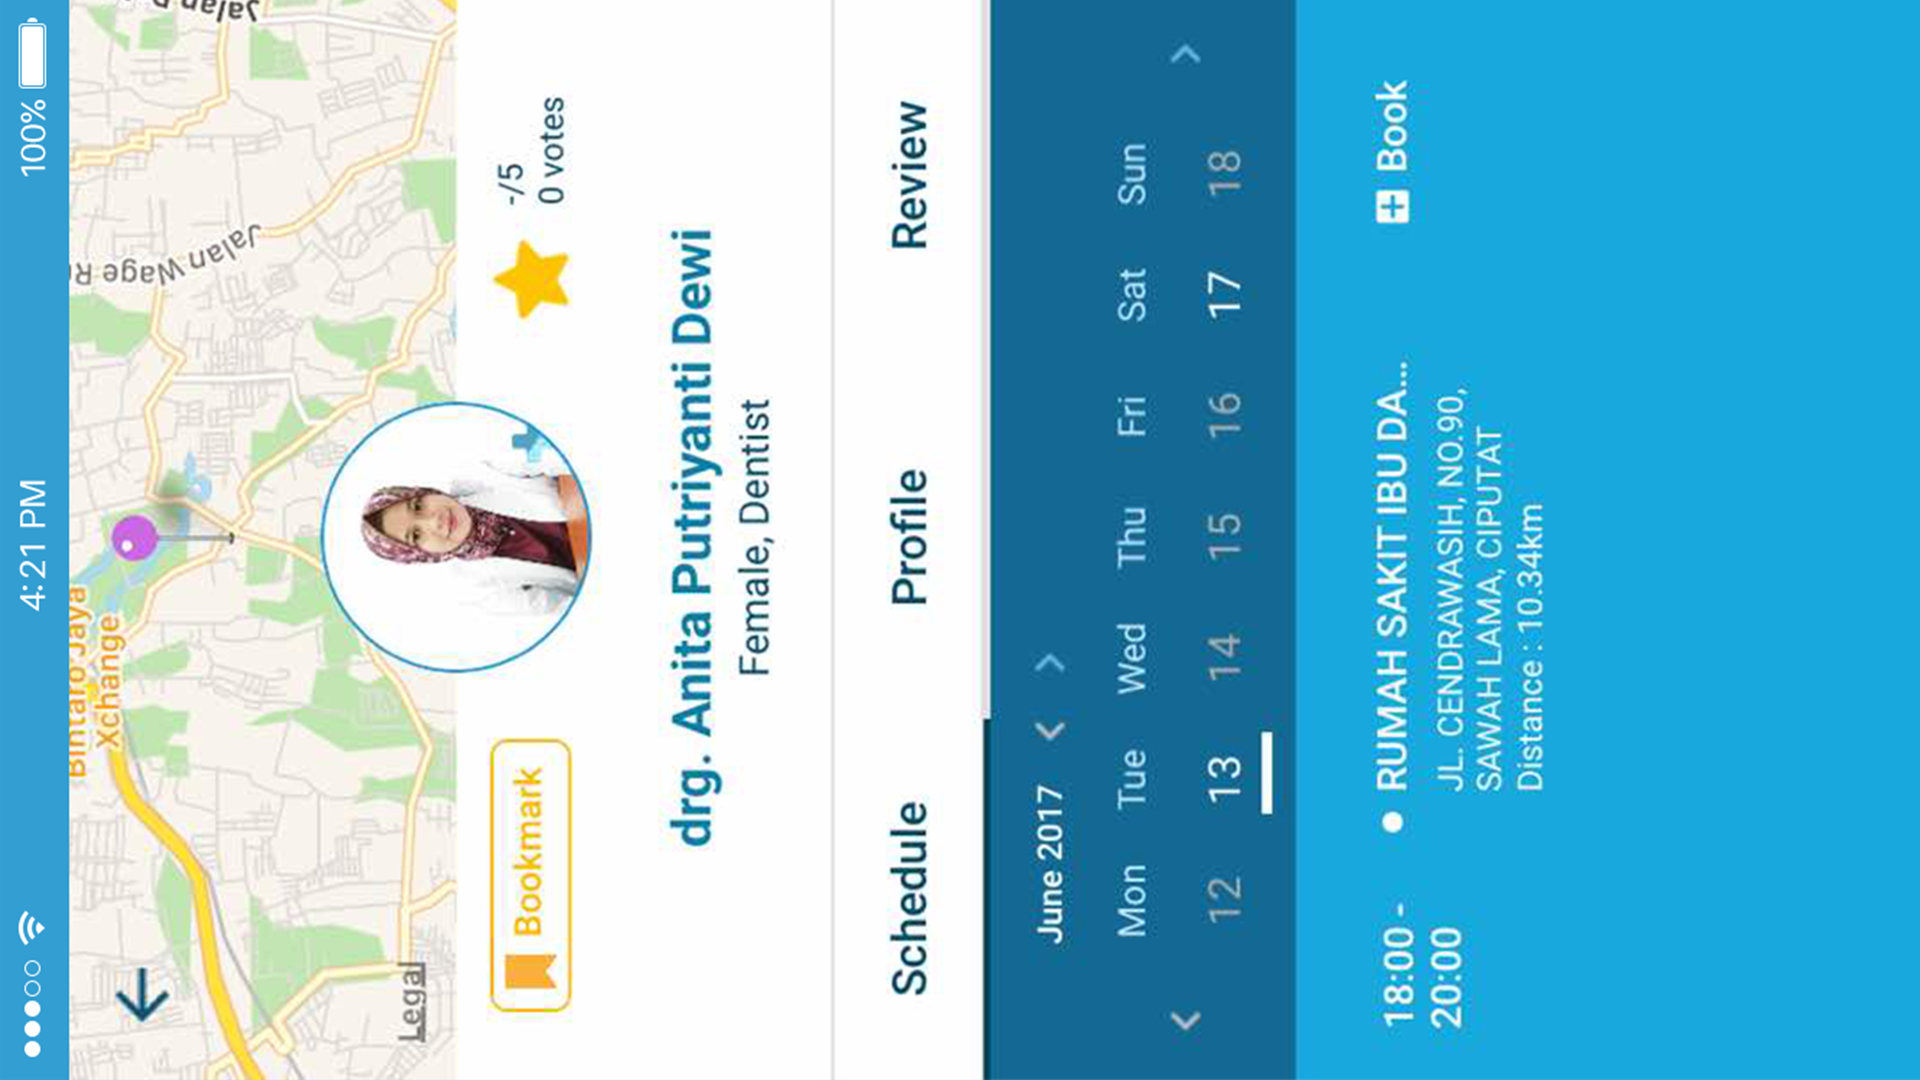 4:21 PM
100%
Jalan Wage R
Jalan
Bintaro Jaya
Xchange
Legal
Bookmark
-/5
0 votes
drg. Anita Putriyanti Dewi
Female, Dentist
Schedule
Profile
Review
June 2017
Mon Tue Wed Thu Fri Sat Sun
12 13 14 15 16 17 18
18:00 -
20:00
RUMAH SAKIT IBU DA...
Book
JL. CENDRAWASIH, NO.90,
SAWAH LAMA, CIPUTAT
Distance : 10.34km